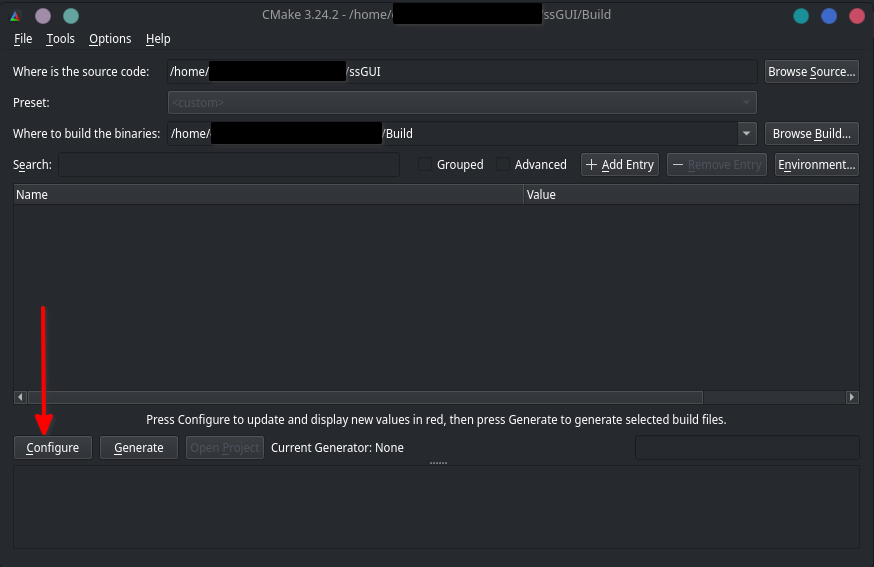 CMake 3.24.2 - /home/ ssGUI/Build
File Tools Options Help
Where is the source code: /home/ /ssGUI Browse Source...
Preset: <custom>
Where to build the binaries: /home/ /Build Browse Build...
Search: Grouped Advanced Add Entry Remove Entry Environment...
Name Value
Press Configure to update and display new values in red, then press Generate to generate selected build files.
Configure Generate Open Project Current Generator: None